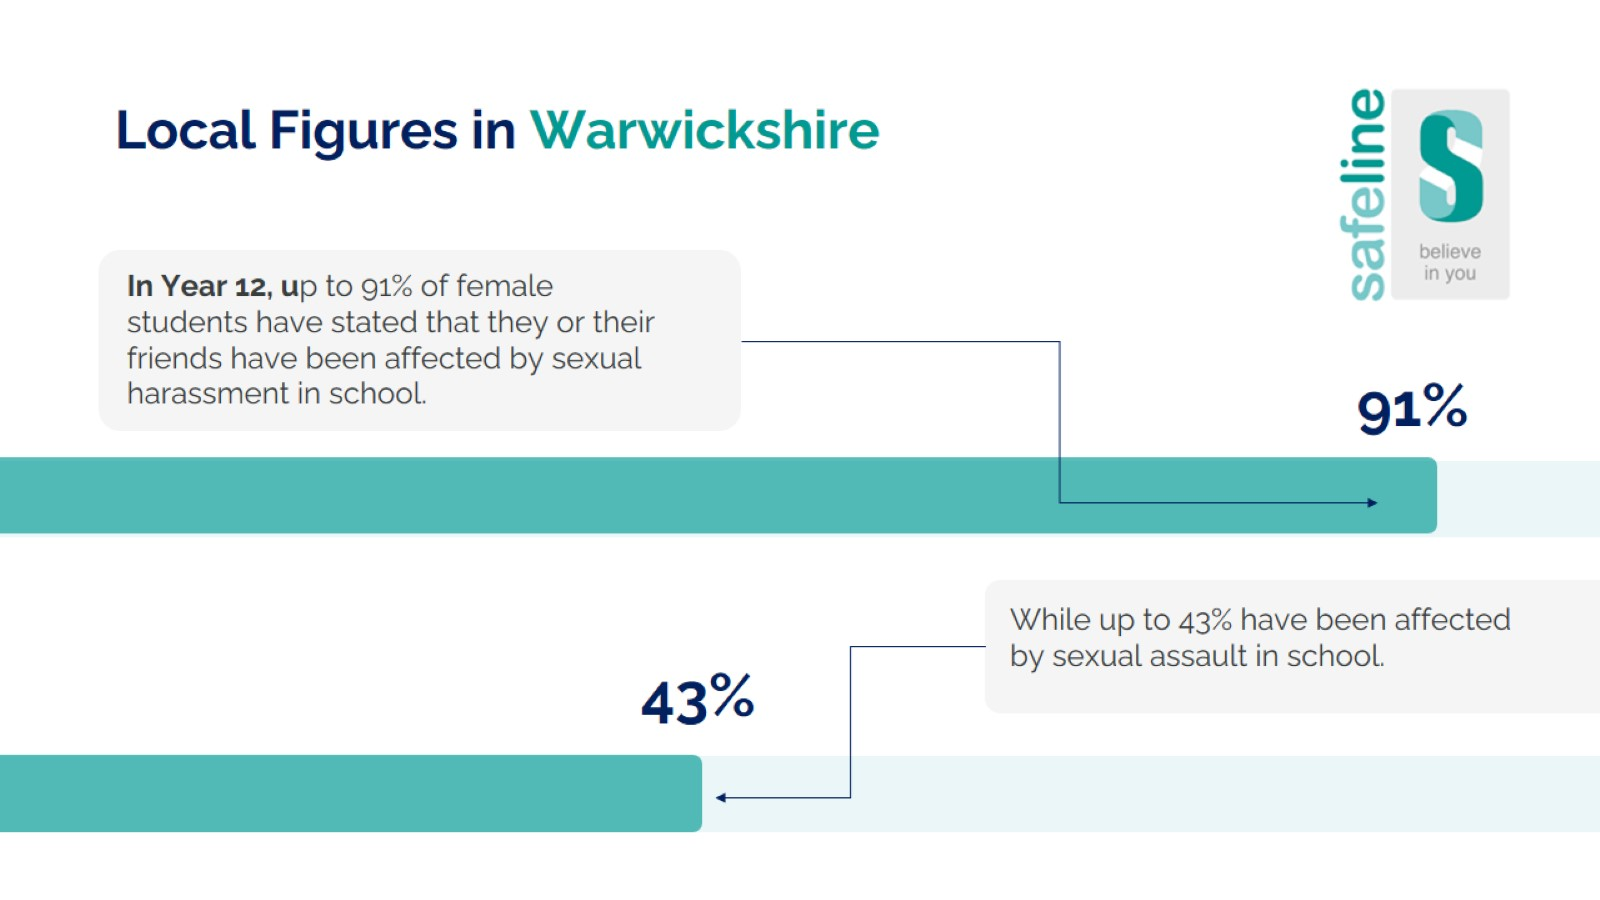 Local Figures in Warwickshire
safeline
believe
in you
In Year 12, up to 91% of female
students have stated that they or their
friends have been affected by sexual
harassment in school.
91%
While up to 43% have been affected
by sexual assault in school.
43%